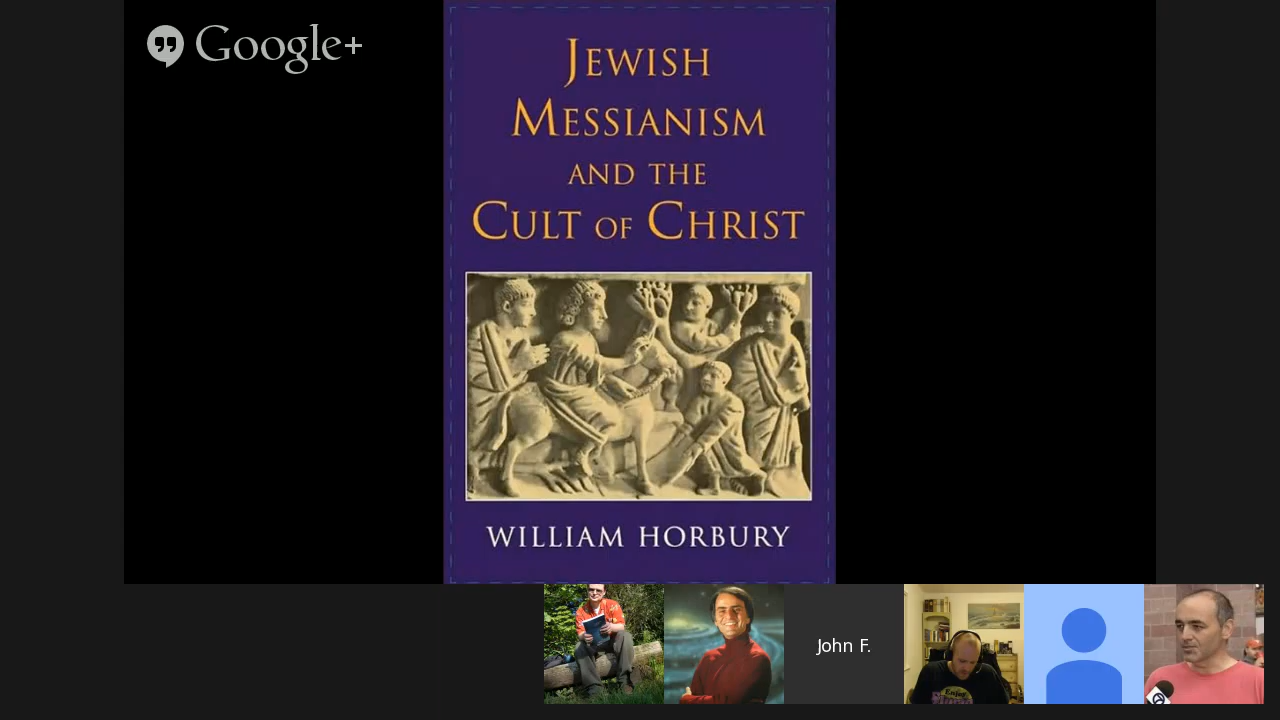 Google+
JEWISH
MESSIANISM
AND THE
CULT OF CHRIST
WILLIAM HORBURY
John F.